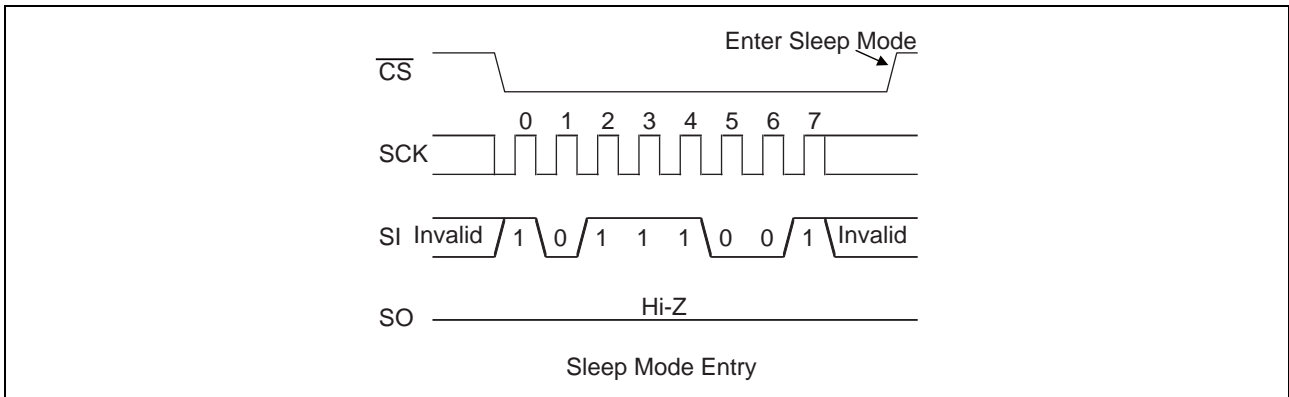 Enter Sleep Mode
CS
0 1 2 3 4 5 6 7
SCK
SI Invalid 1 0 1 1 1 0 0 1 Invalid
Hi-Z
SO
Sleep Mode Entry